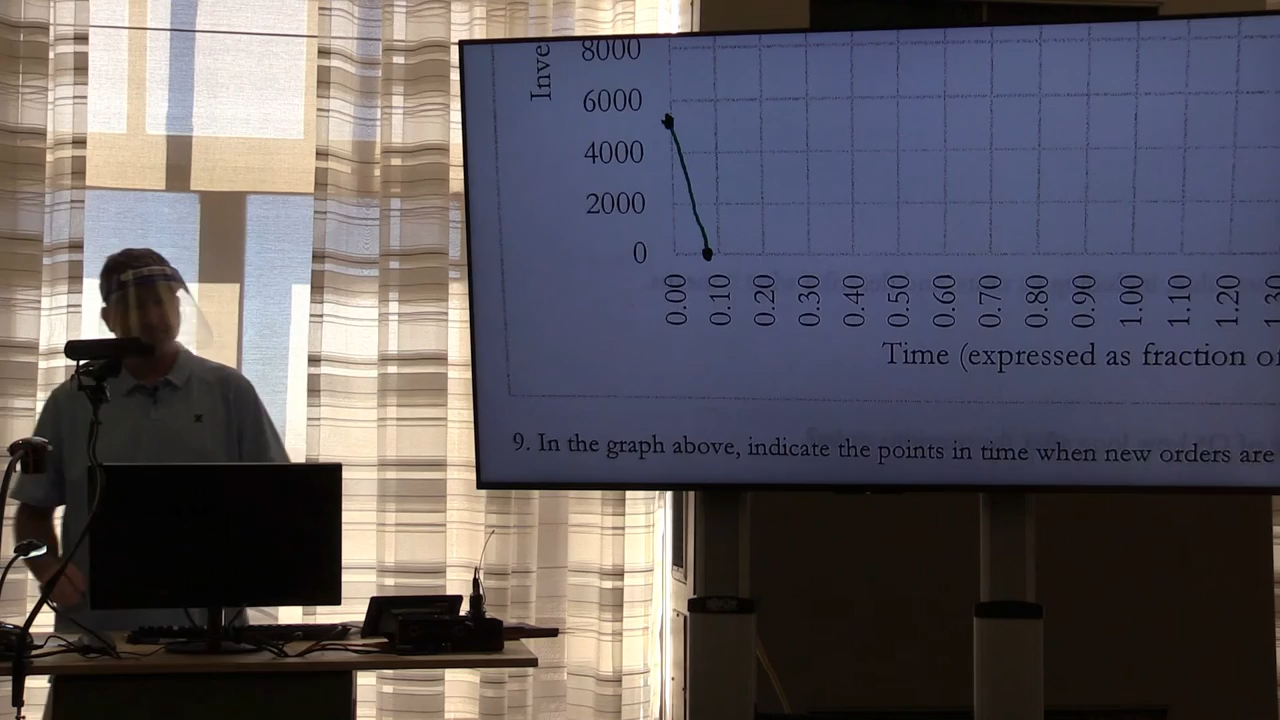 Inve
8000
6000
4000
2000
0
0.00 0.10 0.20 0.30 0.40 0.50 0.60 0.70 0.80 0.90 1.00 1.10 1.20 1.30
Time (expressed as fraction of
9. In the graph above, indicate the points in time when new orders are